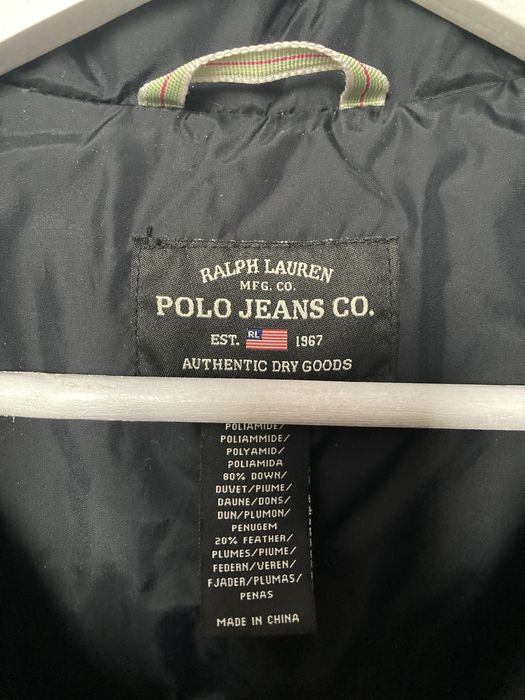 RALPH LAUREN
MFG. CO.
POLO JEANS CO.
EST. RL 1967
AUTHENTIC DRY GOODS
POLIAMIDE/
POLIAMMIDE/
POLYAMID/
POLIAMIDA
80% DOWN/
DUVET/PIUME/
DAUNE/DONS/
DUN/PLUMON/
PENUGEM
20% FEATHER/
PLUMES/PIUME/
FEDERN/VEREN/
FJADER/PLUMAS/
PENAS
MADE IN CHINA